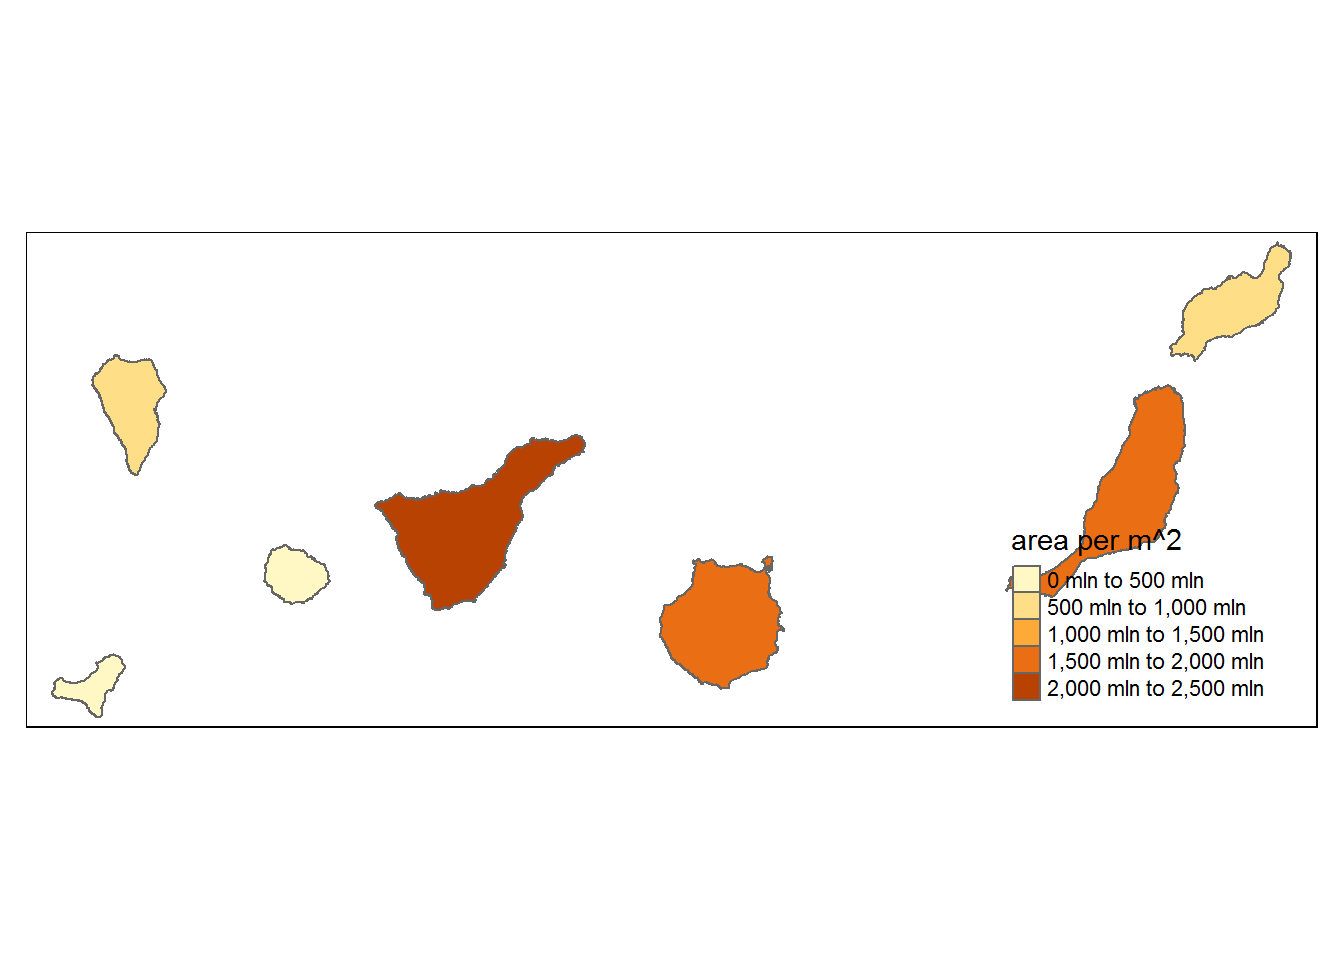 area per m^2
0 mln to 500 mln
500 mln to 1,000 mln
1,000 mln to 1,500 mln
1,500 mln to 2,000 mln
2,000 mln to 2,500 mln